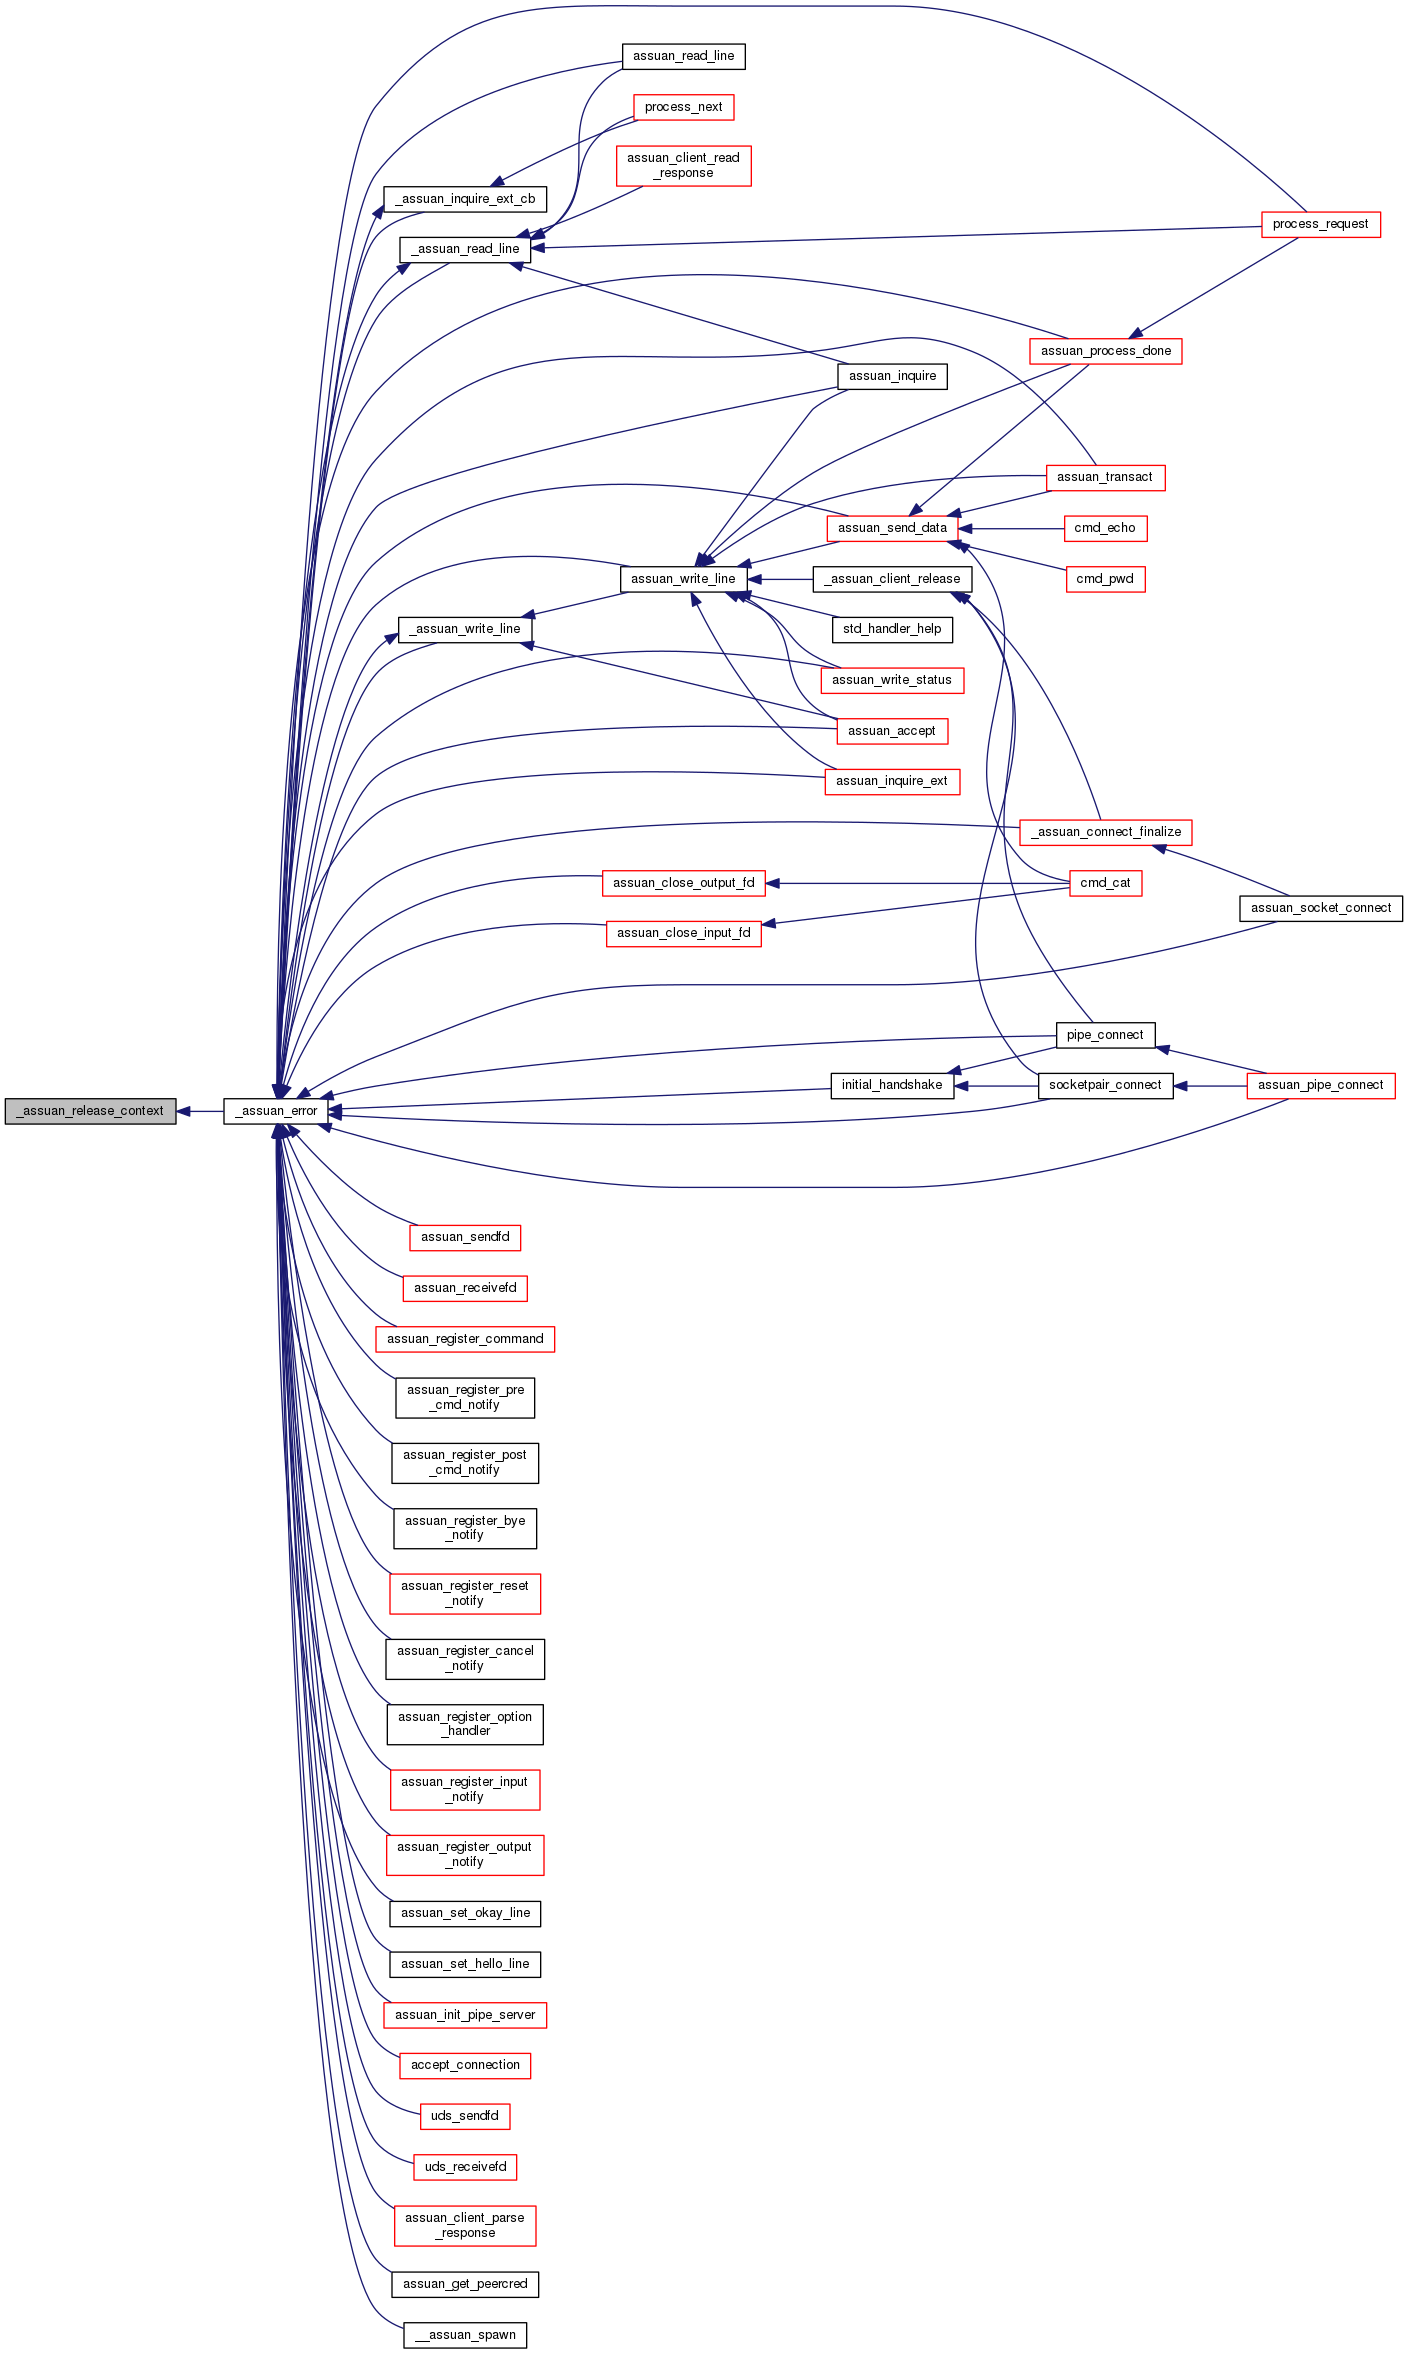 assuan_read_line
process_next
assuan_client_read
_response
_assuan_inquire_ext_cb
process_request
_assuan_read_line
assuan_process_done
assuan_inquire
assuan_transact
assuan_send_data
cmd_echo
assuan_write_line
_assuan_client_release
cmd_pwd
_assuan_write_line
std_handler_help
assuan_write_status
assuan_accept
assuan_inquire_ext
_assuan_connect_finalize
assuan_close_output_fd
cmd_cat
assuan_socket_connect
assuan_close_input_fd
pipe_connect
initial_handshake
socketpair_connect
assuan_pipe_connect
_assuan_release_context
_assuan_error
assuan_sendfd
assuan_receivefd
assuan_register_command
assuan_register_pre
_cmd_notify
assuan_register_post
_cmd_notify
assuan_register_bye
_notify
assuan_register_reset
_notify
assuan_register_cancel
_notify
assuan_register_option
_handler
assuan_register_input
_notify
assuan_register_output
_notify
assuan_set_okay_line
assuan_set_hello_line
assuan_init_pipe_server
accept_connection
uds_sendfd
uds_receivefd
assuan_client_parse
_response
assuan_get_peercred
__assuan_spawn